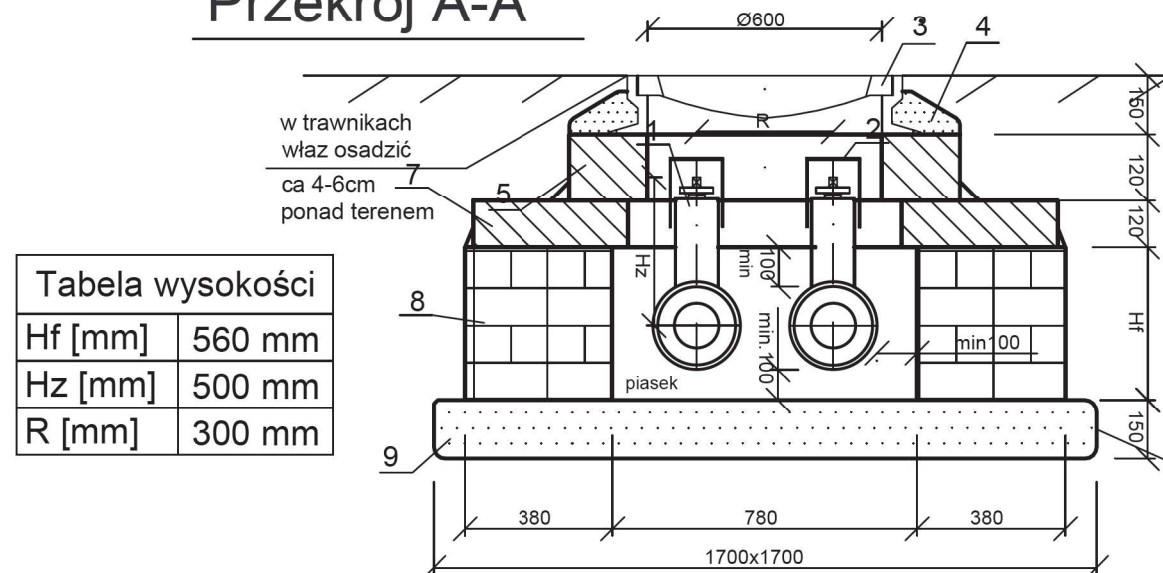 Przekrój A-A
Ø600
3
4
w trawnikach
właz osadzić
ca 4-6cm
ponad terenem
7
5
1
R
2
150
120
120
Hf
150
Hz
100
min
min. 100
min100
piasek
8
9
Tabela wysokości
Hf [mm] 560 mm
Hz [mm] 500 mm
R [mm] 300 mm
380
780
380
1700x1700